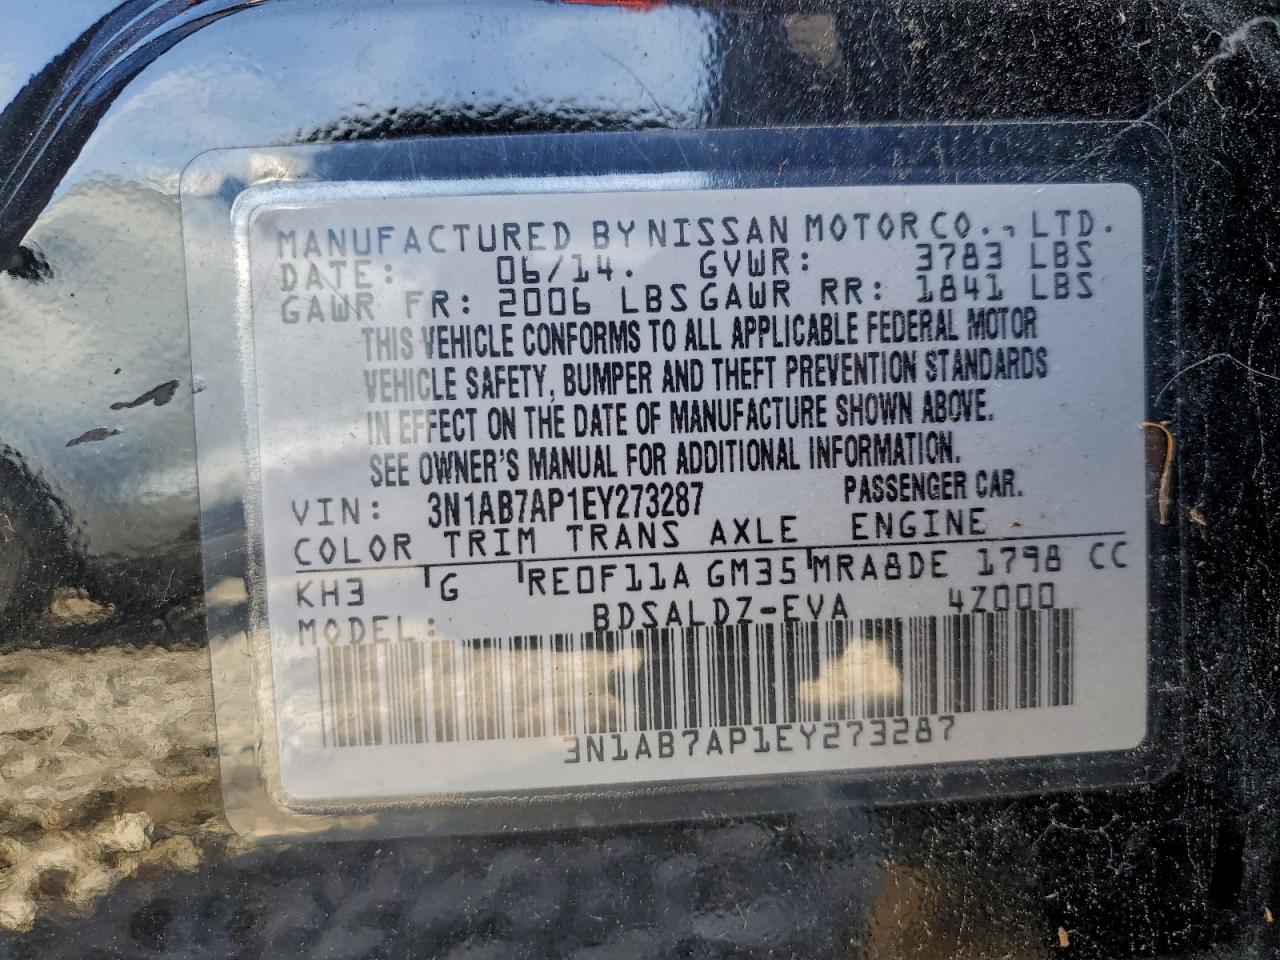 MANUFACTURED BY NISSAN MOTOR CO., LTD.
DATE: 06/14. GVWR: 3783 LBS
GAWR FR: 2006 LBS GAWR RR: 1841 LBS
THIS VEHICLE CONFORMS TO ALL APPLICABLE FEDERAL MOTOR
VEHICLE SAFETY, BUMPER AND THEFT PREVENTION STANDARDS
IN EFFECT ON THE DATE OF MANUFACTURE SHOWN ABOVE.
SEE OWNER'S MANUAL FOR ADDITIONAL INFORMATION.
VIN: 3N1AB7AP1EY273287 PASSENGER CAR.
COLOR TRIM TRANS AXLE ENGINE
KH3 G RE0F11A GM35 MRA8DE 1798 CC
MODEL: BDSALDZ-EVA 4Z000
3N1AB7AP1EY273287